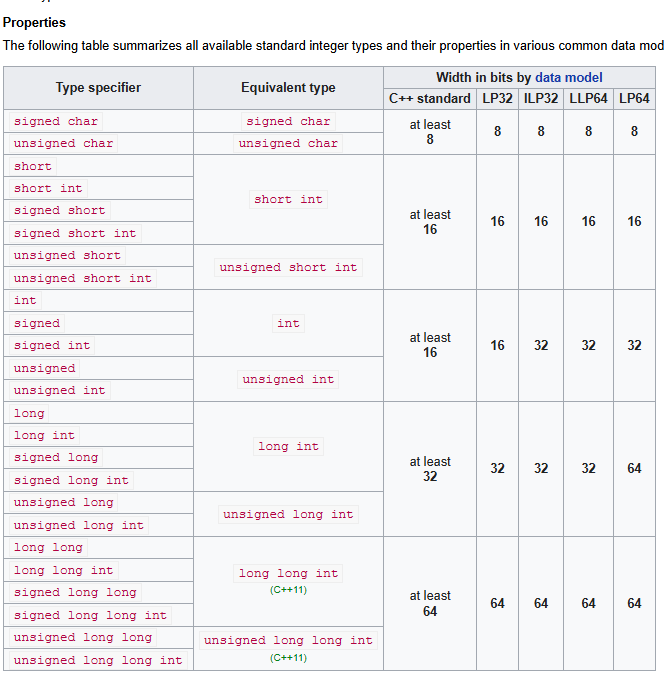 Properties
The following table summarizes all available standard integer types and their properties in various common data mod
Type specifier
Equivalent type
Width in bits by data model
C++ standard LP32 ILP32 LLP64 LP64
signed char
signed char
at least
8
8 8 8 8
unsigned char
unsigned char
short
short int
signed short
signed short int
short int
at least
16
16 16 16 16
unsigned short
unsigned short int
unsigned short int
int
signed
signed int
int
at least
16
16 32 32 32
unsigned
unsigned int
unsigned int
long
long int
signed long
signed long int
long int
at least
32
32 32 32 64
unsigned long
unsigned long int
unsigned long int
long long
long long int
signed long long
signed long long int
long long int
(C++11)
at least
64
64 64 64 64
unsigned long long
unsigned long long int
unsigned long long int
(C++11)